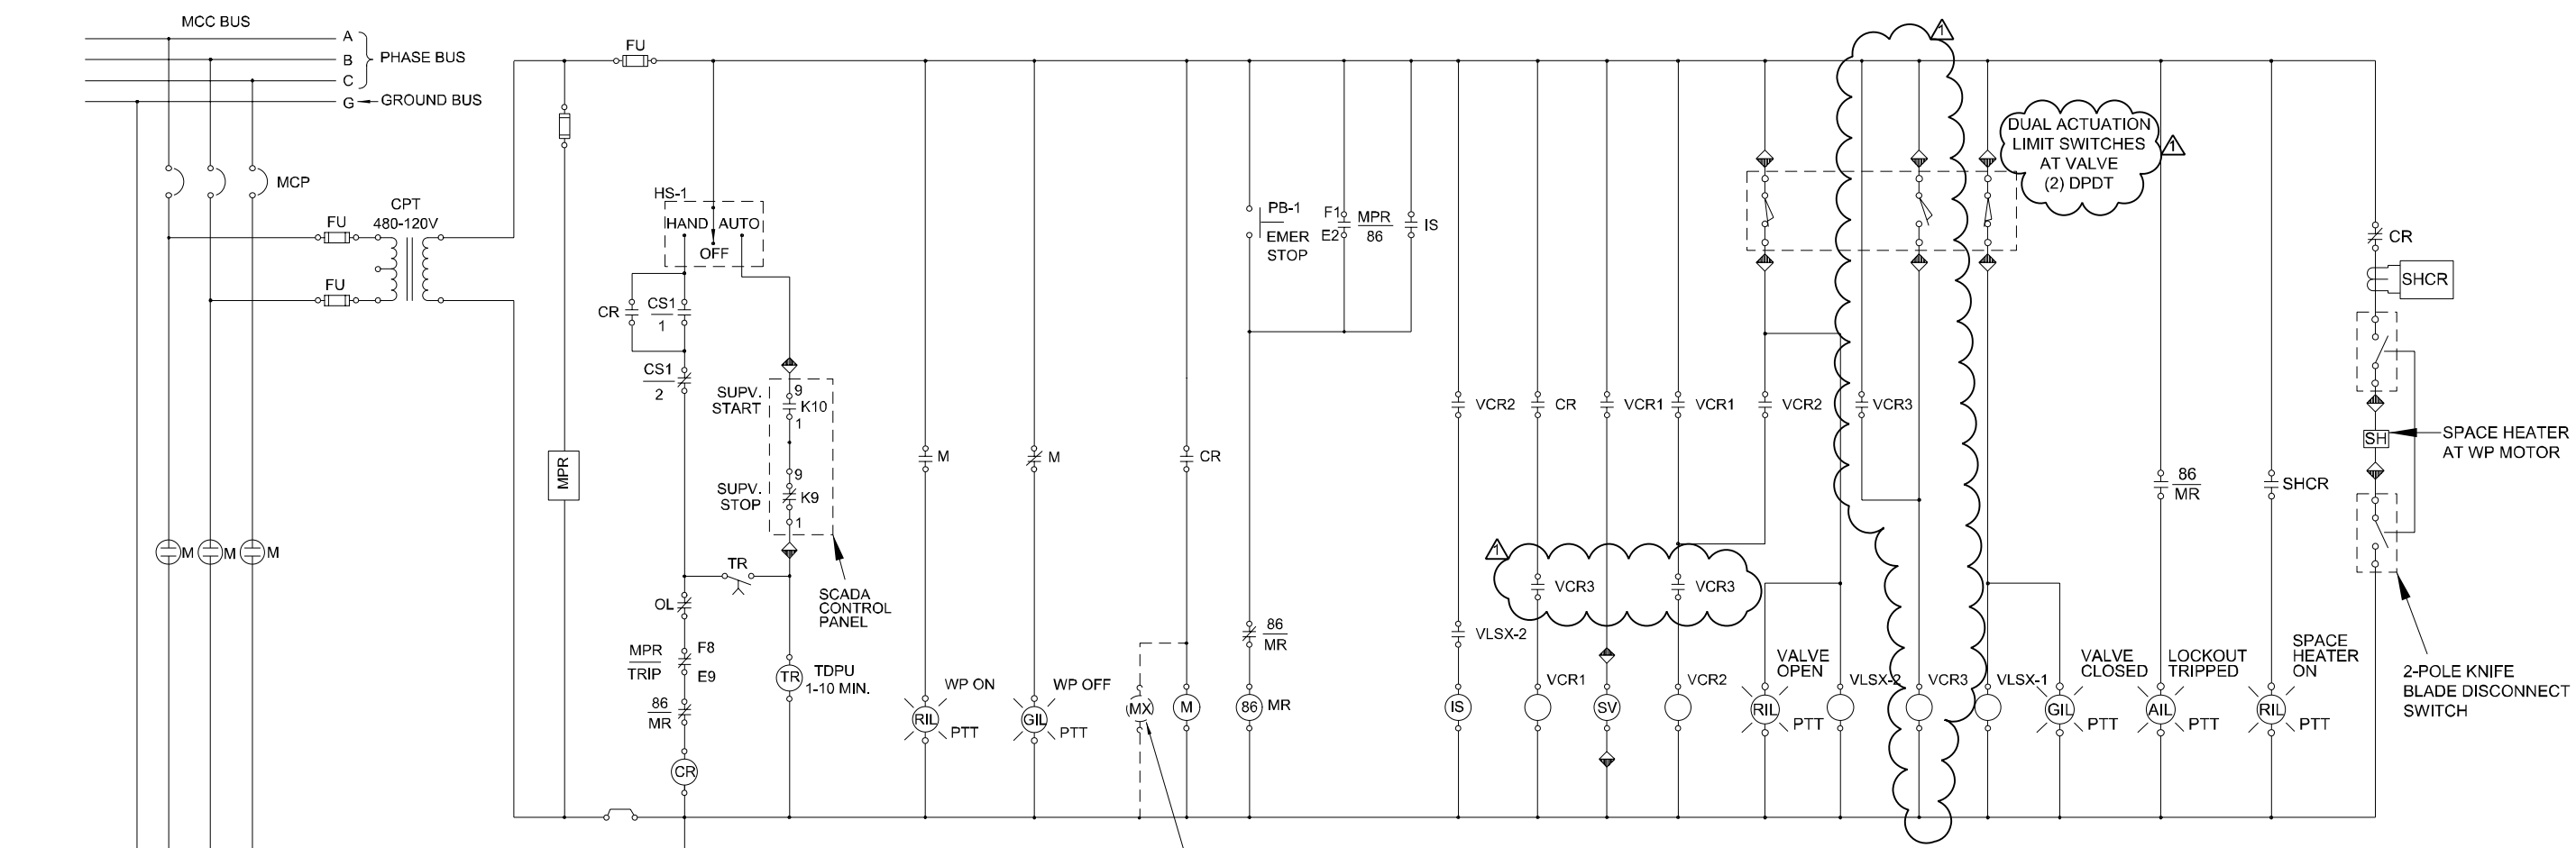 MCC BUS
A
B
C
G
PHASE BUS
GROUND BUS
MCP
FU
FU
CPT
480-120V
M
M
M
FU
MPR
HS-1
HAND
AUTO
OFF
CR
CS1
1
CS1
2
SUPV.
START
9
K10
1
SUPV.
STOP
9
K9
1
SCADA
CONTROL
PANEL
TR
OL
MPR
TRIP
F8
E9
86
MR
CR
TR
TDPU
1-10 MIN.
M
WP ON
RIL
PTT
M
WP OFF
GIL
PTT
(MX)
CR
M
PB-1
EMER
STOP
F1
E2
MPR
86
IS
86
MR
86
MR
VCR2
VLSX-2
IS
CR
1
VCR3
VCR1
VCR1
SV
VCR1
VCR3
VCR2
VCR2
VALVE
OPEN
RIL
PTT
VLSX-2
1
VCR3
VCR3
VLSX-1
DUAL ACTUATION
LIMIT SWITCHES
AT VALVE
(2) DPDT
1
VALVE
CLOSED
GIL
PTT
86
MR
LOCKOUT
TRIPPED
AIL
PTT
SHCR
SPACE
HEATER
ON
RIL
PTT
CR
SHCR
SH
SPACE HEATER
AT WP MOTOR
2-POLE KNIFE
BLADE DISCONNECT
SWITCH